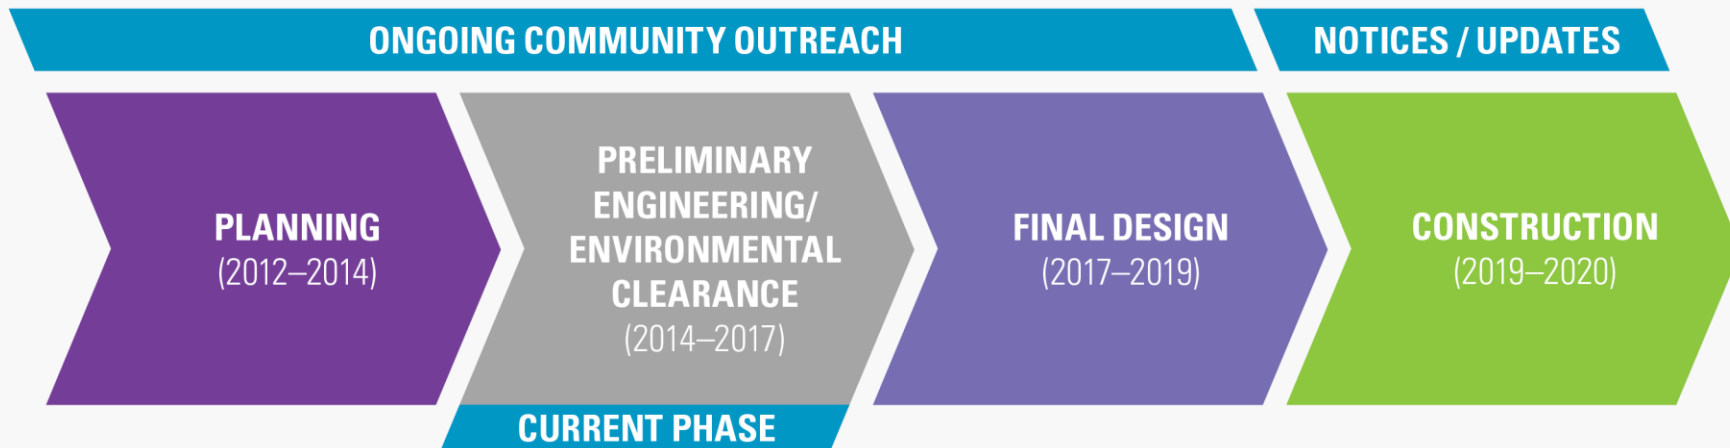 ONGOING COMMUNITY OUTREACH
NOTICES / UPDATES
PLANNING
(2012–2014)
PRELIMINARY
ENGINEERING/
ENVIRONMENTAL
CLEARANCE
(2014–2017)
CURRENT PHASE
FINAL DESIGN
(2017–2019)
CONSTRUCTION
(2019–2020)